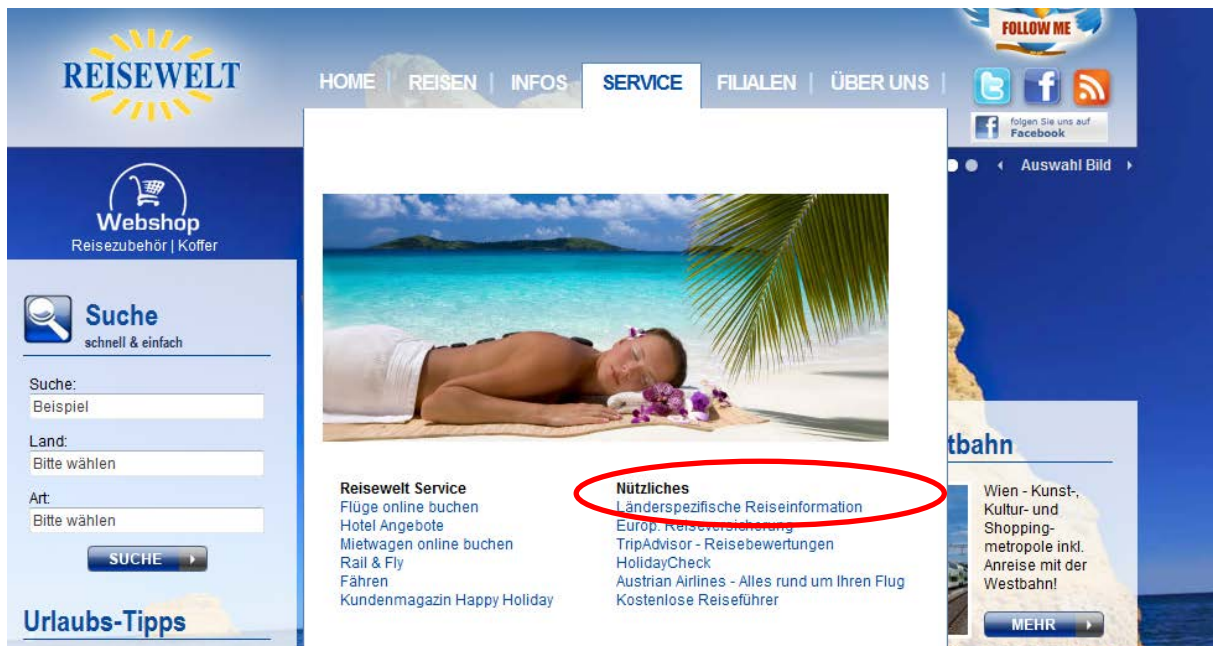 FOLLOW ME
REISEWELT
HOME | REISEN | INFOS SERVICE FILIALEN | ÜBER UNS |
folgen Sie uns auf
Facebook
Auswahl Bild
Webshop
Reisezubehör | Koffer
Suche
schnell & einfach
Suche:
Beispiel
Land:
Bitte wählen
Art:
Bitte wählen
SUCHE
Urlaubs-Tipps
Reisewelt Service
Flüge online buchen
Hotel Angebote
Mietwagen online buchen
Rail & Fly
Fähren
Kundenmagazin Happy Holiday
Nützliches
Länderspezifische Reiseinformation
Europ. Reiseversicherung
TripAdvisor - Reisebewertungen
HolidayCheck
Austrian Airlines - Alles rund um Ihren Flug
Kostenlose Reiseführer
tbahn
Wien - Kunst-,
Kultur- und
Shopping-
metropole inkl.
Anreise mit der
Westbahn!
MEHR